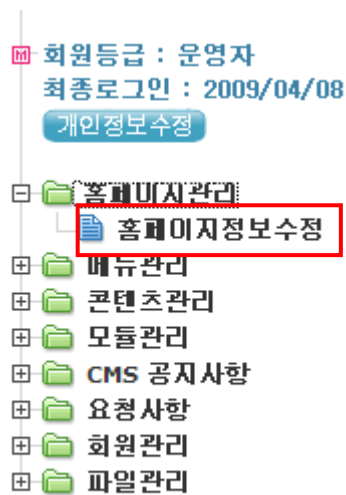 M 회원등급 : 운영자
최종로그인 : 2009/04/08
개인정보수정
홈페이지관리
홈페이지정보수정
메뉴관리
콘텐츠관리
모듈관리
CMS 공지사항
요청사항
회원관리
파일관리